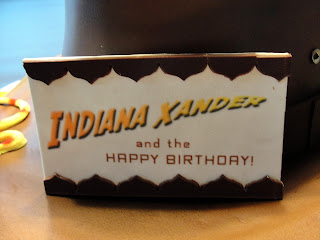 INDIANA XANDER
and the
HAPPY BIRTHDAY!